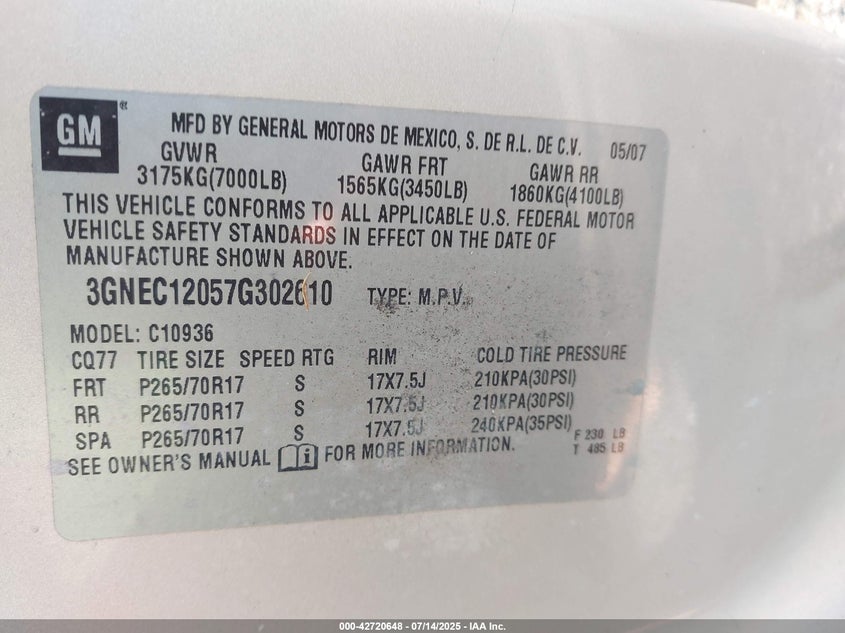 GM
MFD BY GENERAL MOTORS DE MEXICO, S. DE R.L. DE C.V. 05/07
GVWR GAWR FRT GAWR RR
3175KG(7000LB) 1565KG(3450LB) 1860KG(4100LB)
THIS VEHICLE CONFORMS TO ALL APPLICABLE U.S. FEDERAL MOTOR
VEHICLE SAFETY STANDARDS IN EFFECT ON THE DATE OF
MANUFACTURE SHOWN ABOVE.
3GNEC12057G302610 TYPE: M.P.V.
MODEL: C10936
CQ77 TIRE SIZE SPEED RTG RIM COLD TIRE PRESSURE
FRT P265/70R17 S 17X7.5J 210KPA(30PSI)
RR P265/70R17 S 17X7.5J 210KPA(30PSI)
SPA P265/70R17 S 17X7.5J 240KPA(35PSI) F 230 LB
SEE OWNER'S MANUAL FOR MORE INFORMATION. T 485 LB
000-42720648 - 07/14/2025 - IAA Inc.